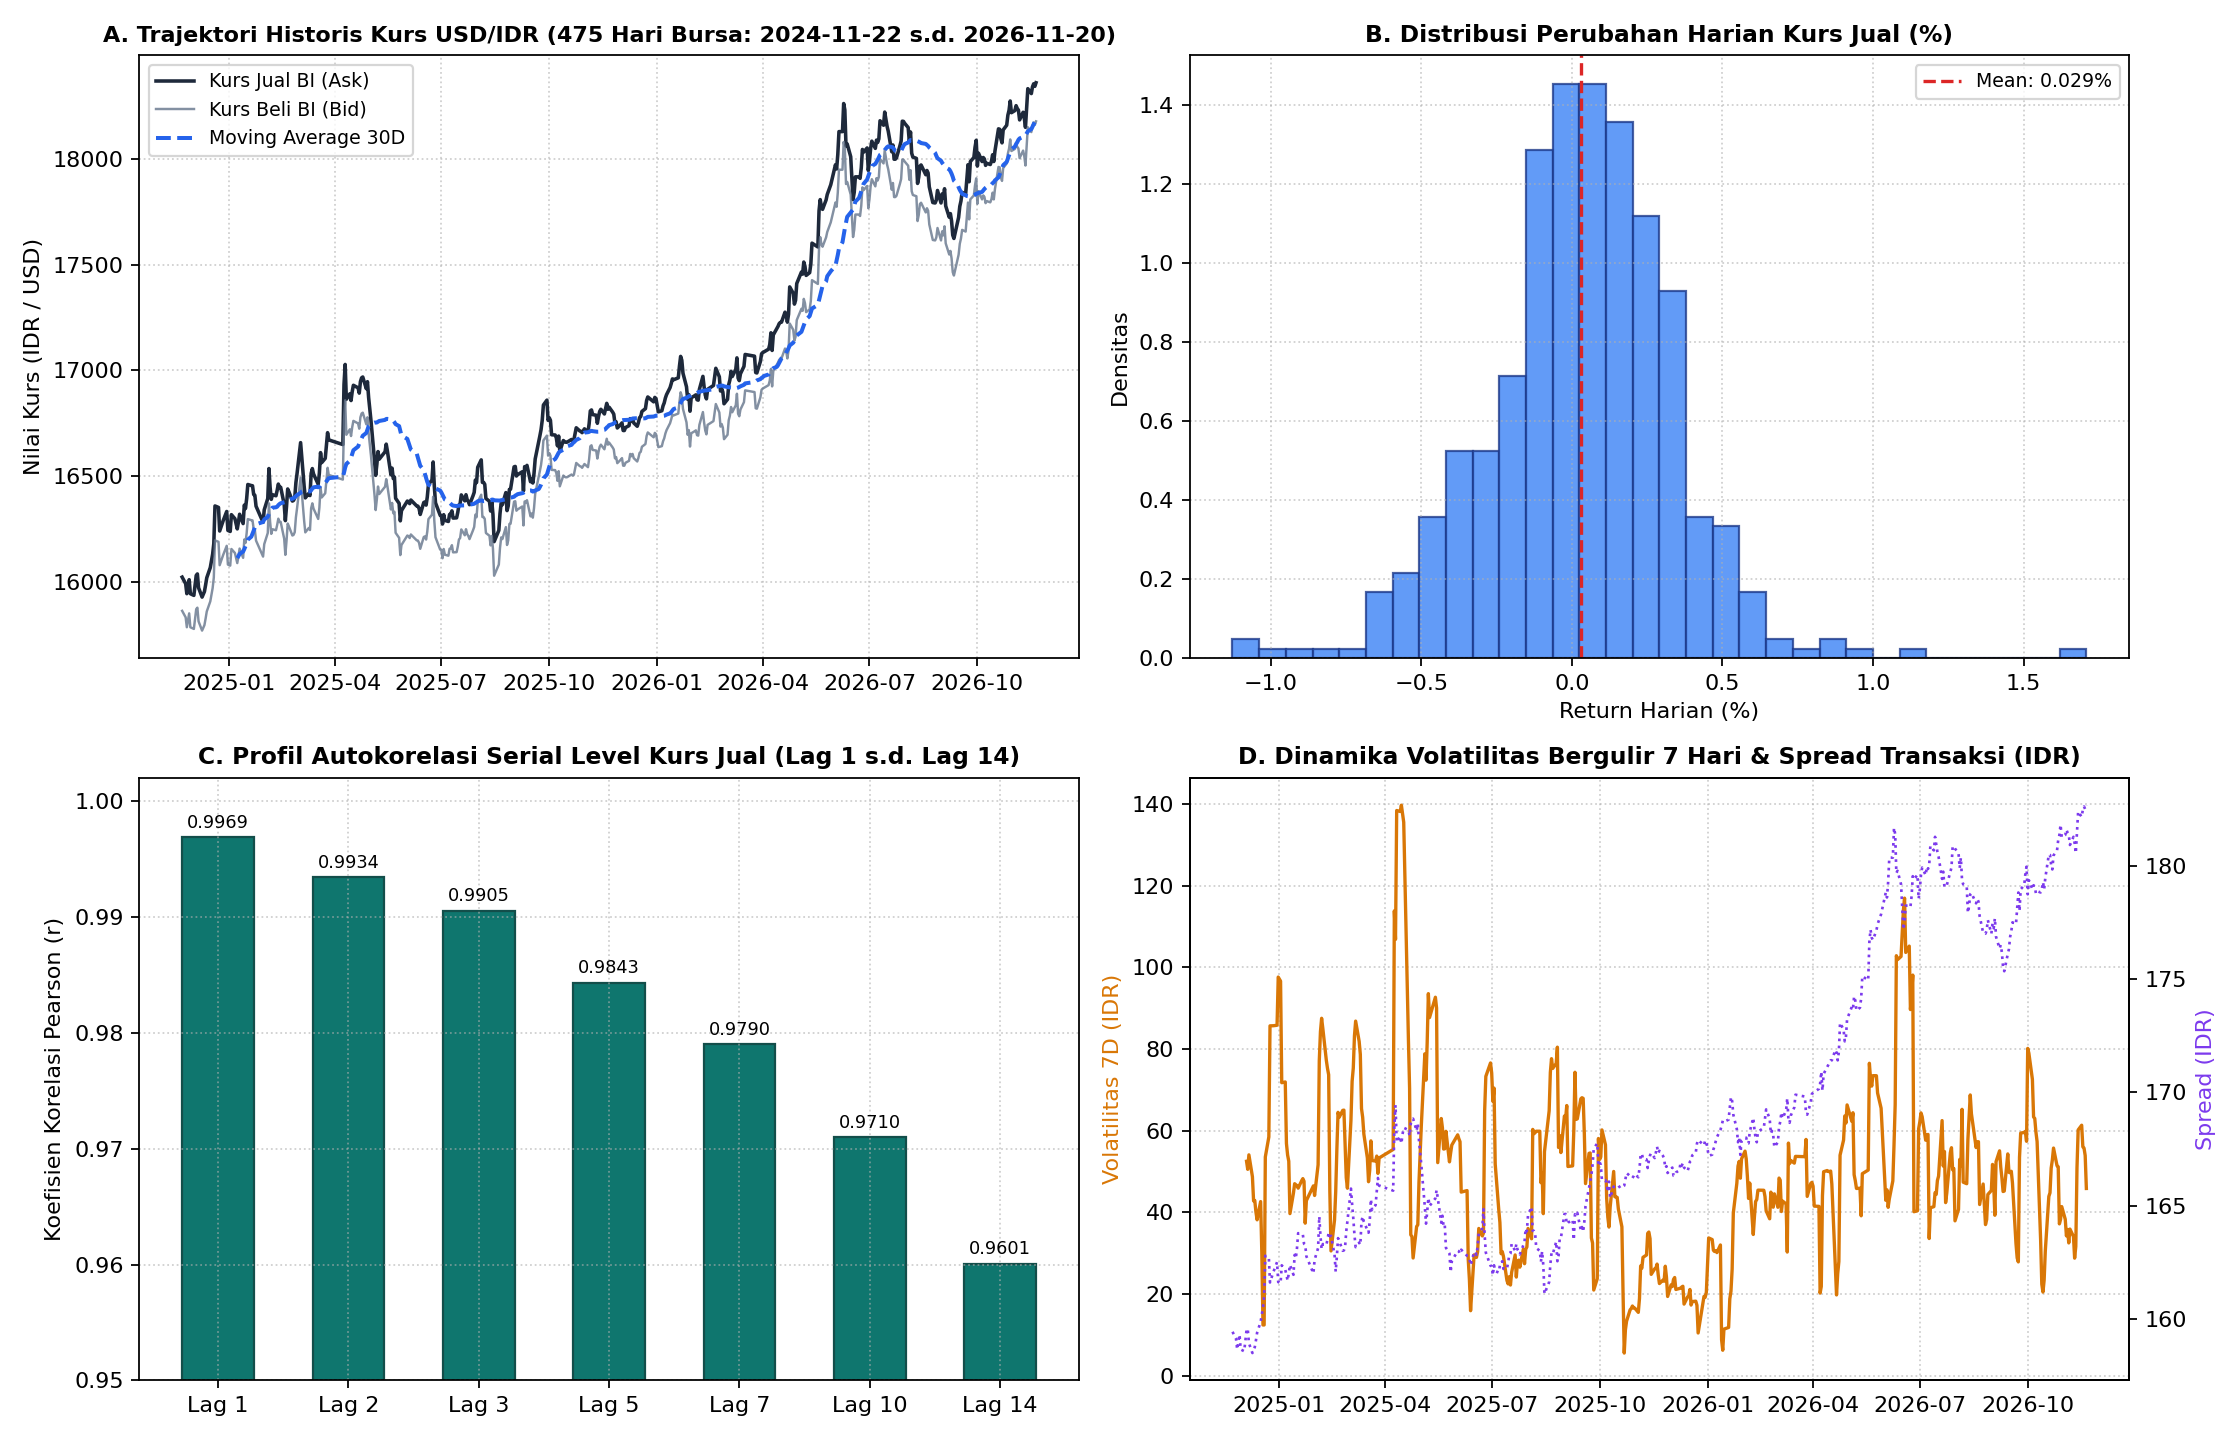 A. Trajektori Historis Kurs USD/IDR (475 Hari Bursa: 2024-11-22 s.d. 2026-11-20)
Kurs Jual BI (Ask)
Kurs Beli BI (Bid)
Moving Average 30D
Nilai Kurs (IDR / USD)
18000
17500
17000
16500
16000
2025-01 2025-04 2025-07 2025-10 2026-01 2026-04 2026-07 2026-10
B. Distribusi Perubahan Harian Kurs Jual (%)
Mean: 0.029%
Densitas
1.4
1.2
1.0
0.8
0.6
0.4
0.2
0.0
−1.0 −0.5 0.0 0.5 1.0 1.5
Return Harian (%)
C. Profil Autokorelasi Serial Level Kurs Jual (Lag 1 s.d. Lag 14)
Koefisien Korelasi Pearson (r)
1.00
0.99
0.98
0.97
0.96
0.95
0.9969
0.9934
0.9905
0.9843
0.9790
0.9710
0.9601
Lag 1 Lag 2 Lag 3 Lag 5 Lag 7 Lag 10 Lag 14
D. Dinamika Volatilitas Bergulir 7 Hari & Spread Transaksi (IDR)
Volatilitas 7D (IDR)
140
120
100
80
60
40
20
0
180
175
170
165
160
Spread (IDR)
2025-01 2025-04 2025-07 2025-10 2026-01 2026-04 2026-07 2026-10